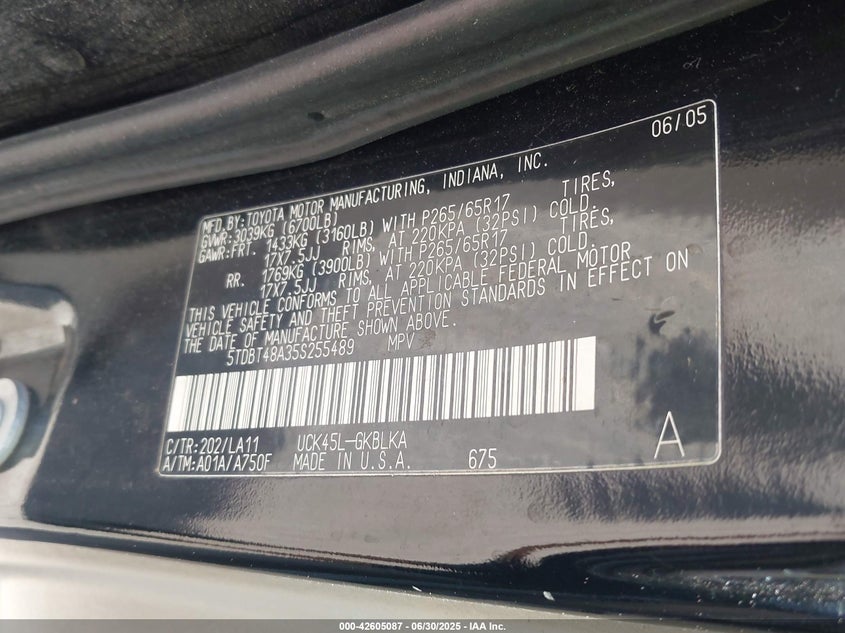 06/05
MFD.BY:TOYOTA MOTOR MANUFACTURING, INDIANA, INC.
GVWR:3039KG (6700LB)
GAWR:FRT. 1433KG (3160LB) WITH P265/65R17 TIRES,
17X7.5JJ RIMS, AT 220KPA (32PSI) COLD.
RR. 1769KG (3900LB) WITH P265/65R17 TIRES,
17X7.5JJ RIMS, AT 220KPA (32PSI) COLD.
THIS VEHICLE CONFORMS TO ALL APPLICABLE FEDERAL MOTOR
VEHICLE SAFETY AND THEFT PREVENTION STANDARDS IN EFFECT ON
THE DATE OF MANUFACTURE SHOWN ABOVE.
5TDBT48A35S255489 MPV
C/TR:202/LA11 UCK45L-GKBLKA
A/TM:A01A/A750F MADE IN U.S.A. 675
A
000-42605087 - 06/30/2025 - IAA Inc.